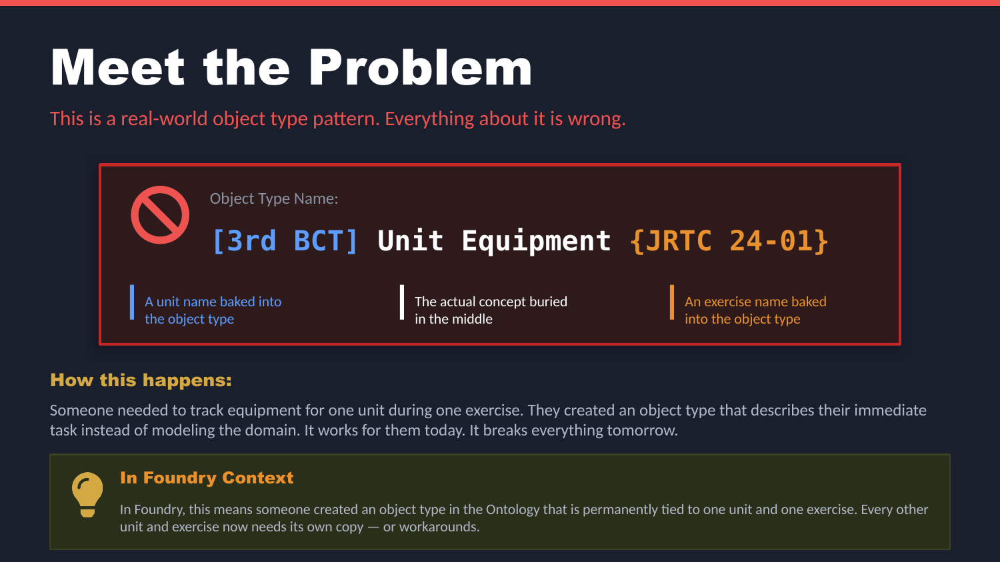 Meet the Problem
This is a real-world object type pattern. Everything about it is wrong.
Object Type Name:
[3rd BCT] Unit Equipment {JRTC 24-01}
A unit name baked into
the object type
The actual concept buried
in the middle
An exercise name baked
into the object type
How this happens:
Someone needed to track equipment for one unit during one exercise. They created an object type that describes their immediate
task instead of modeling the domain. It works for them today. It breaks everything tomorrow.
In Foundry Context
In Foundry, this means someone created an object type in the Ontology that is permanently tied to one unit and one exercise. Every other
unit and exercise now needs its own copy — or workarounds.